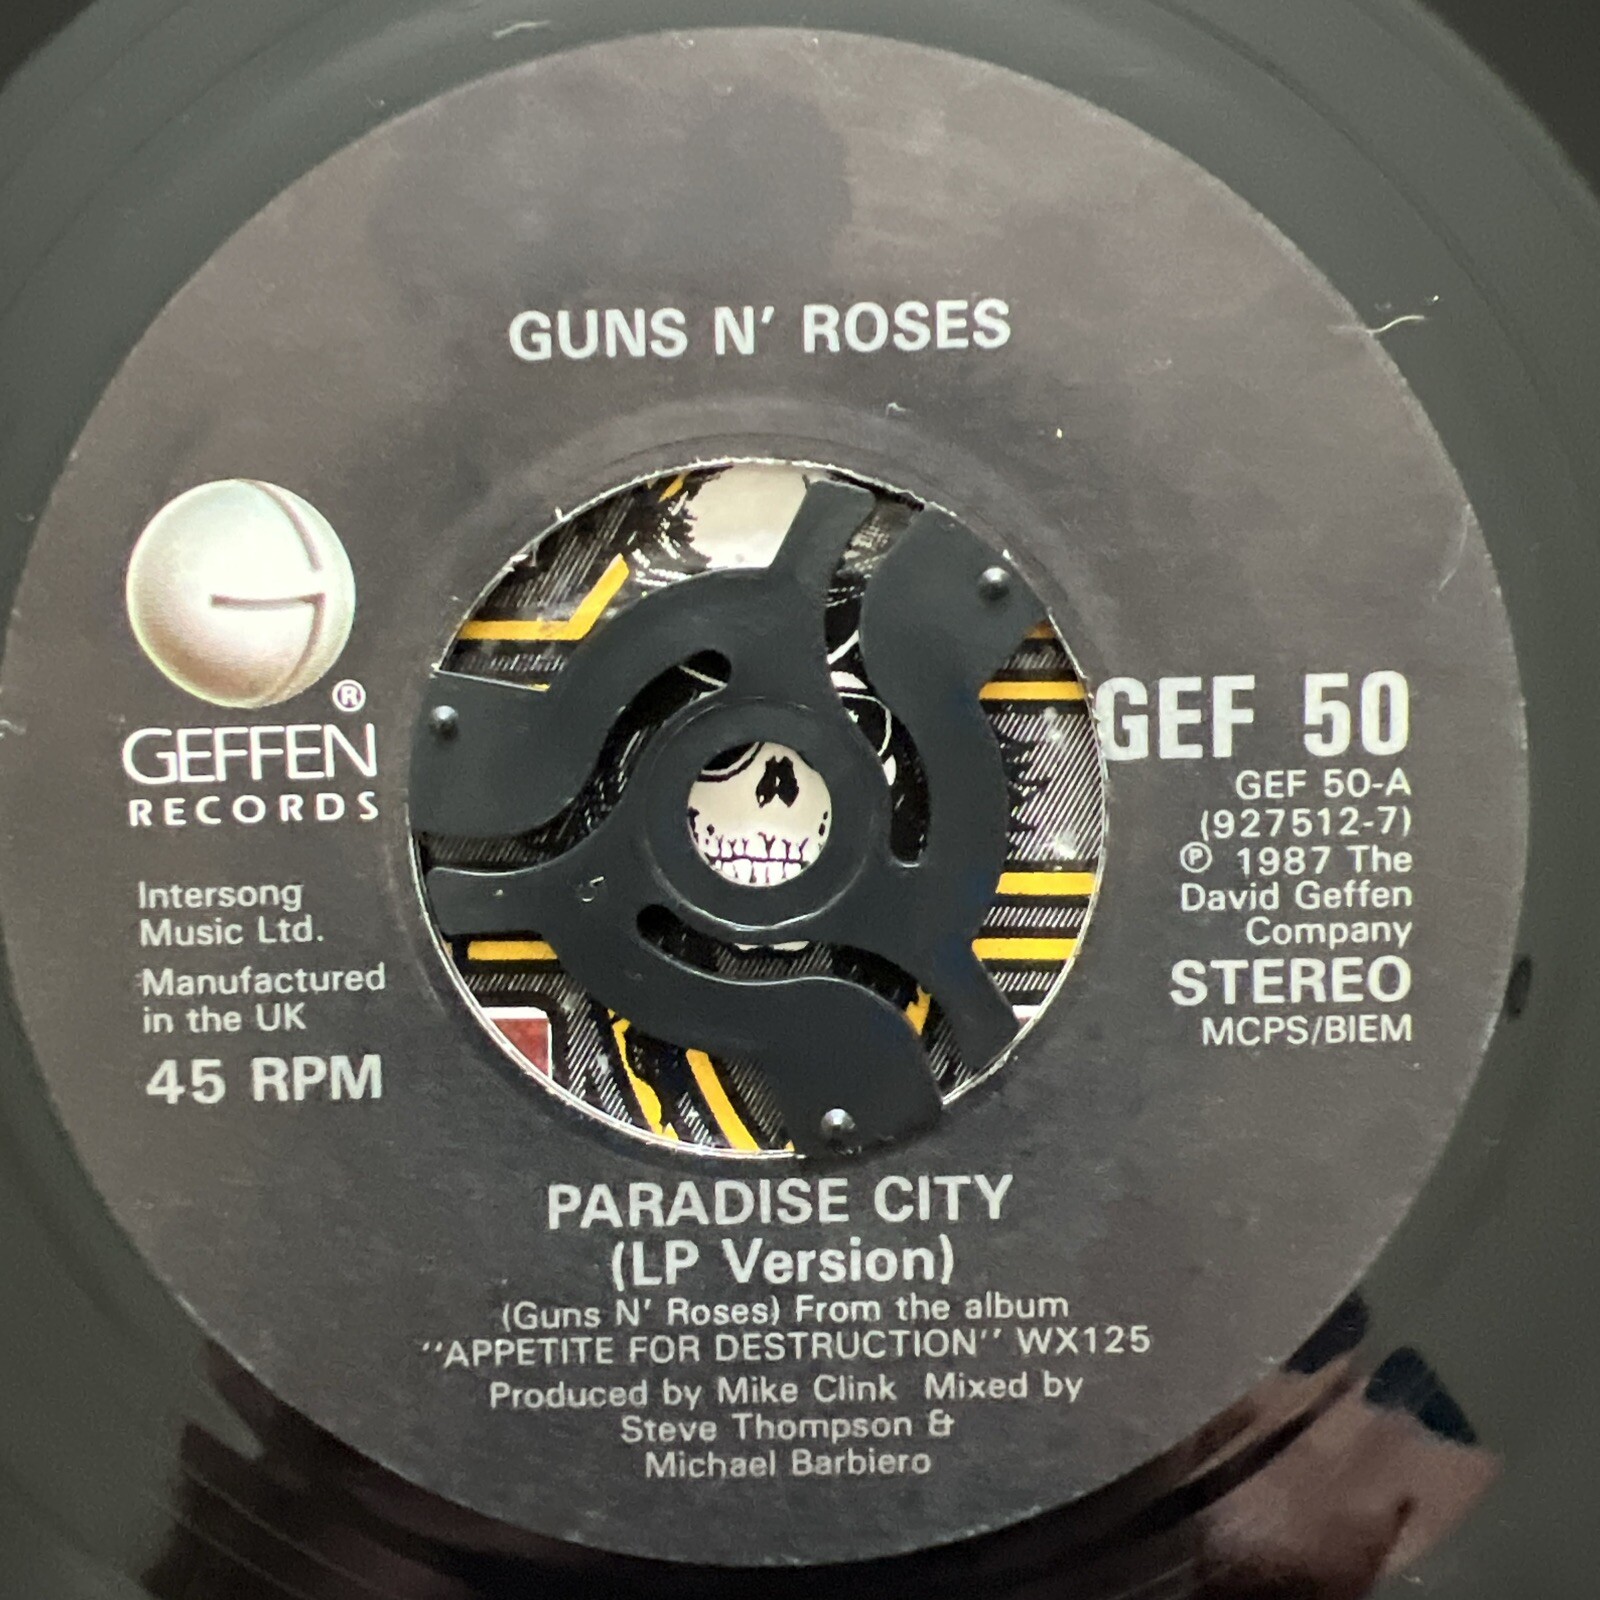 GUNS N' ROSES
®
GEFFEN
RECORDS
Intersong
Music Ltd.
Manufactured
in the UK
45 RPM
GEF 50
GEF 50-A
(927512-7)
℗ 1987 The
David Geffen
Company
STEREO
MCPS/BIEM
PARADISE CITY
(LP Version)
(Guns N' Roses) From the album
"APPETITE FOR DESTRUCTION" WX125
Produced by Mike Clink Mixed by
Steve Thompson &
Michael Barbiero